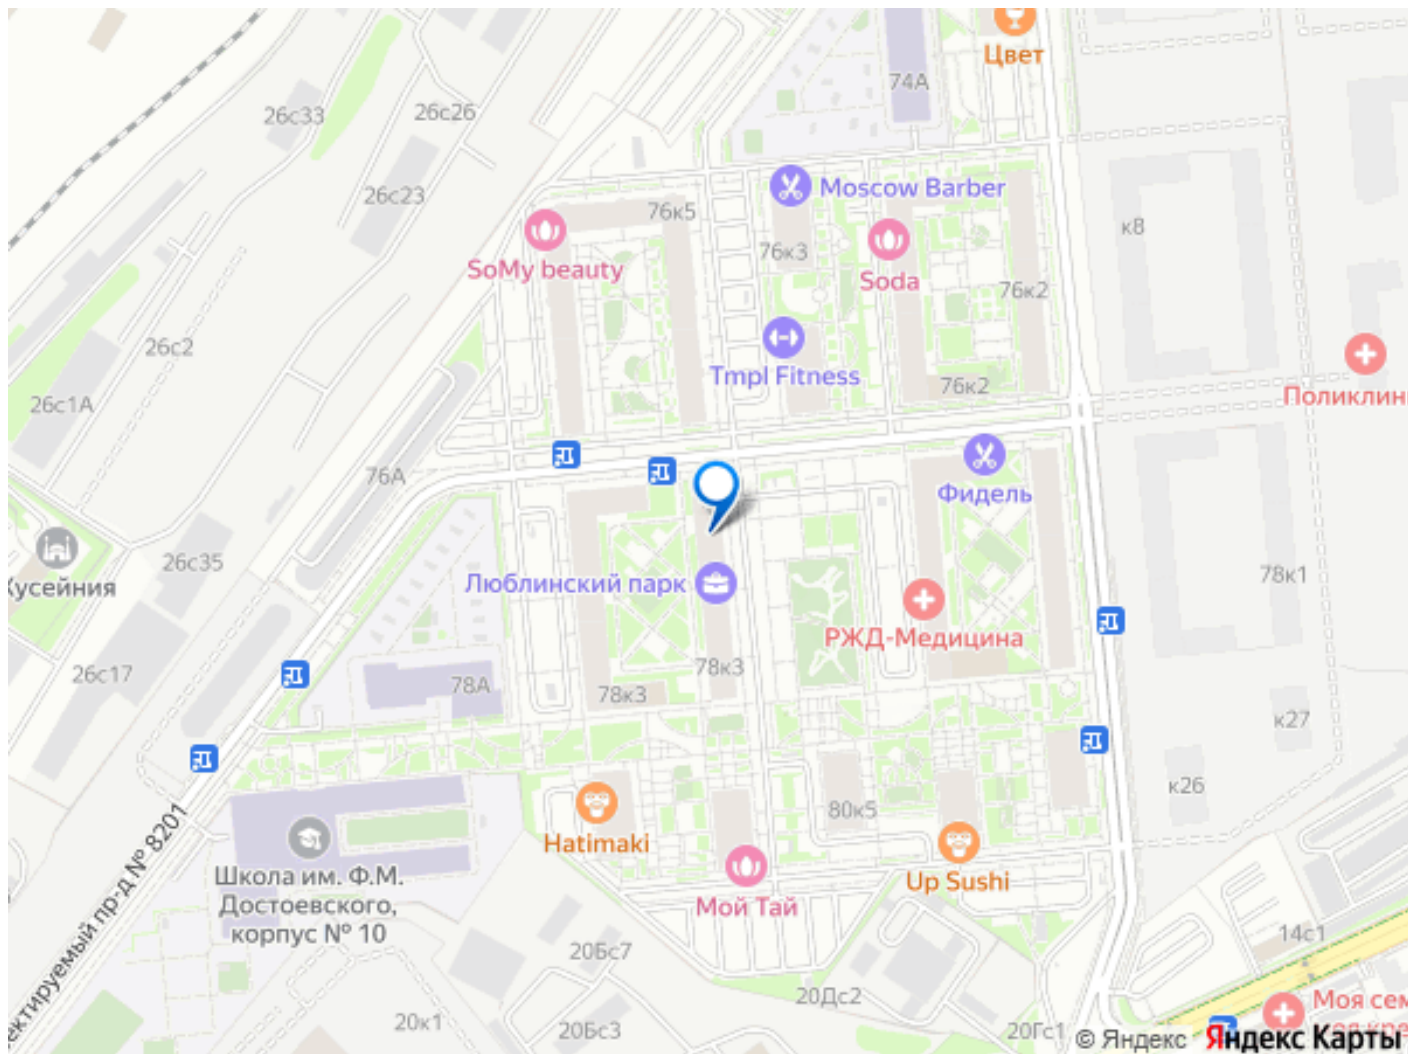 Цвет
74А
26с33
26с26
Moscow Barber
26с23
76к5
к8
76к3
SoMy beauty
Soda
76к2
26с2
Tmpl Fitness
76к2
26с1А
76А
Фидель
26с35
78к1
Люблинский парк
РЖД-Медицина
78к3
26с17
78А
78к3
к27
к26
80к5
Hatimaki
Школа им. Ф.М.
Достоевского,
корпус № 10
Up Sushi
Мой Тай
14с1
20Бс7
20Дс2
20к1
20Бс3
20Гс1
© Яндекс Яндекс Карты